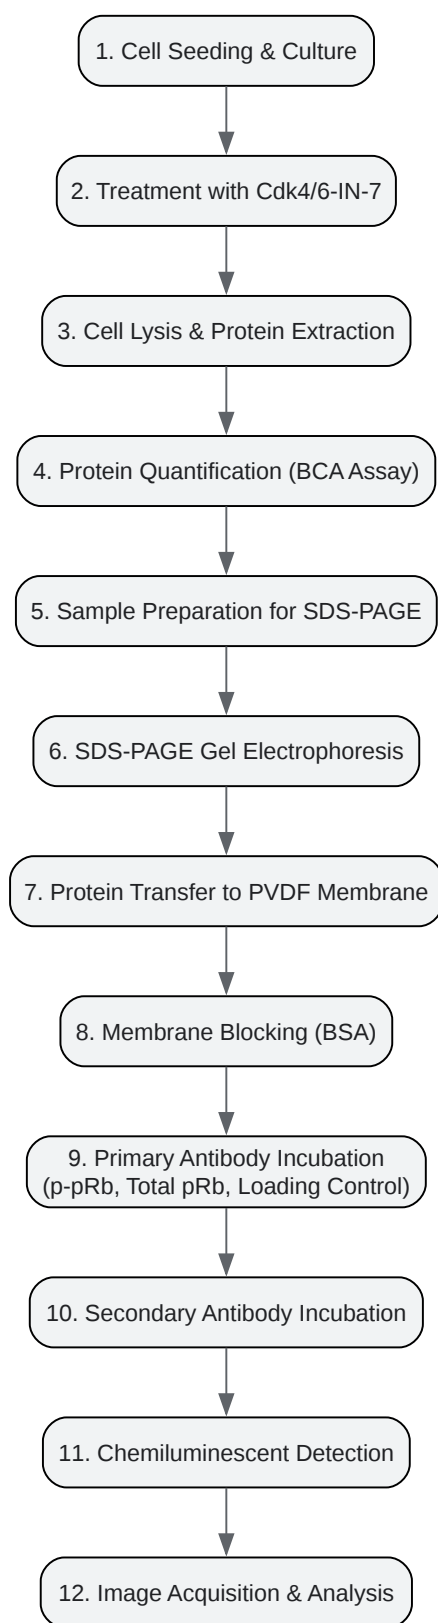 1. Cell Seeding & Culture
2. Treatment with Cdk4/6-IN-7
3. Cell Lysis & Protein Extraction
4. Protein Quantification (BCA Assay)
5. Sample Preparation for SDS-PAGE
6. SDS-PAGE Gel Electrophoresis
7. Protein Transfer to PVDF Membrane
8. Membrane Blocking (BSA)
9. Primary Antibody Incubation
(p-pRb, Total pRb, Loading Control)
10. Secondary Antibody Incubation
11. Chemiluminescent Detection
12. Image Acquisition & Analysis